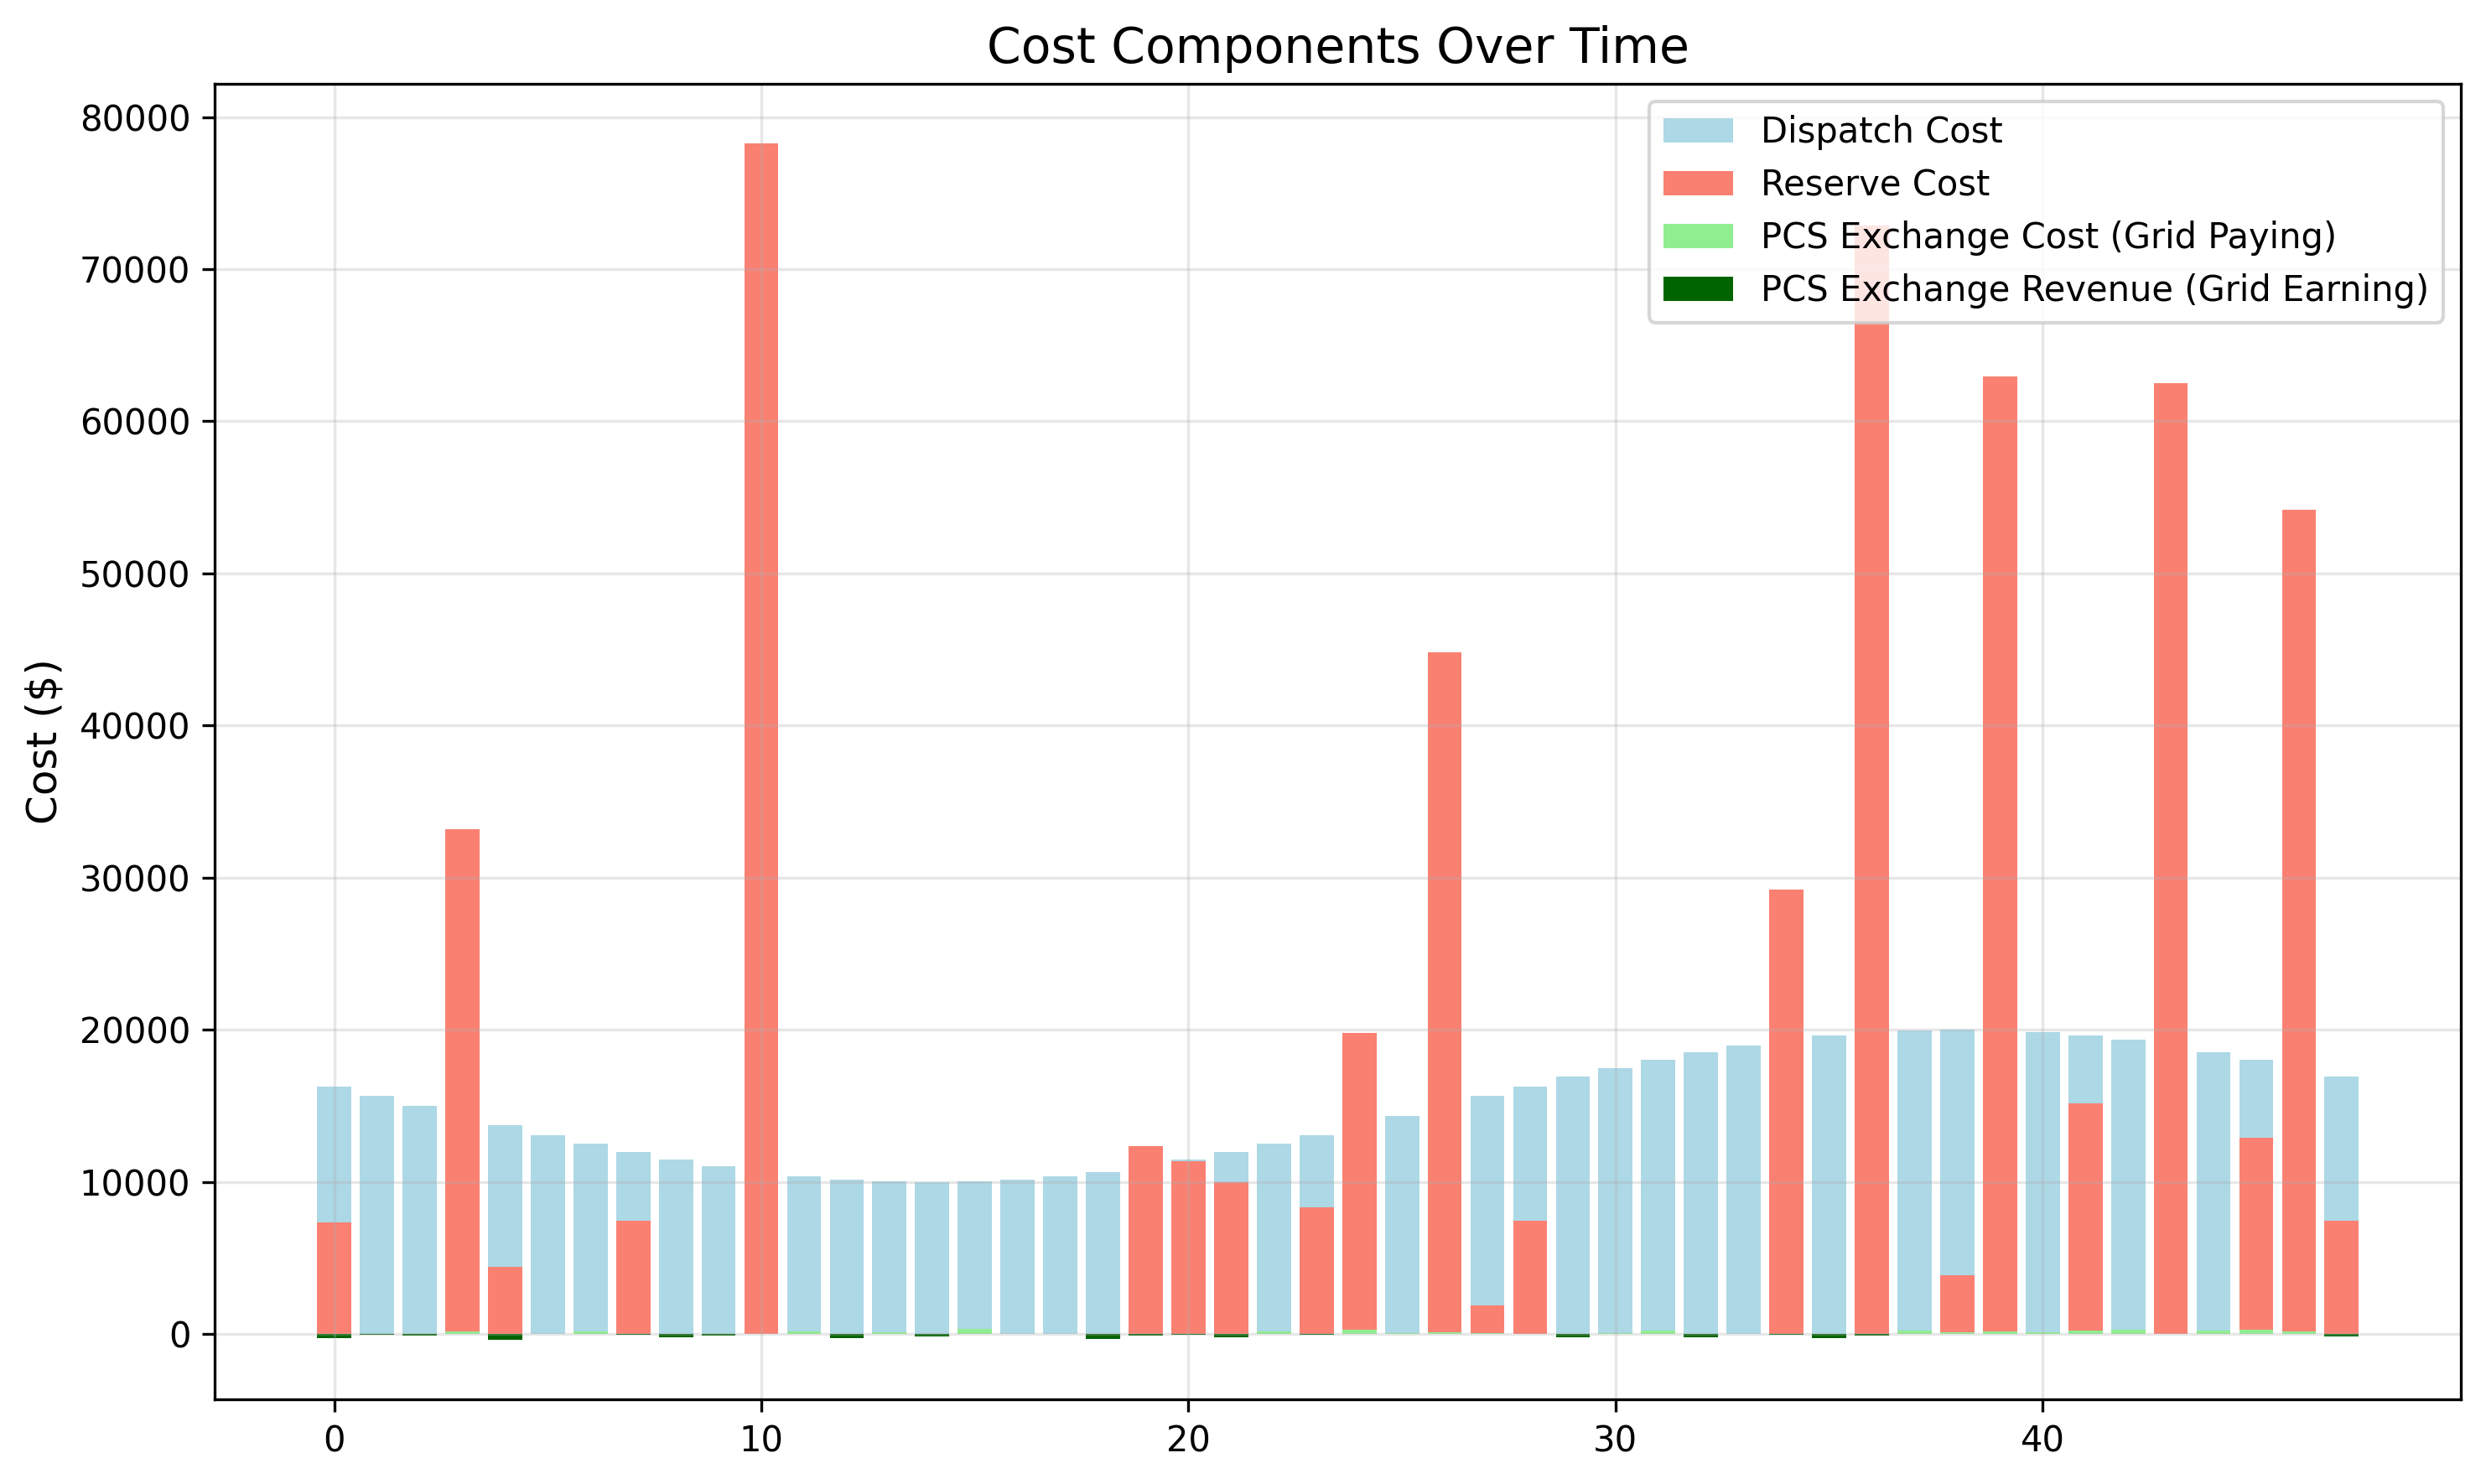 Cost Components Over Time
Dispatch Cost
Reserve Cost
PCS Exchange Cost (Grid Paying)
PCS Exchange Revenue (Grid Earning)
Cost ($)
80000
70000
60000
50000
40000
30000
20000
10000
0
0 10 20 30 40